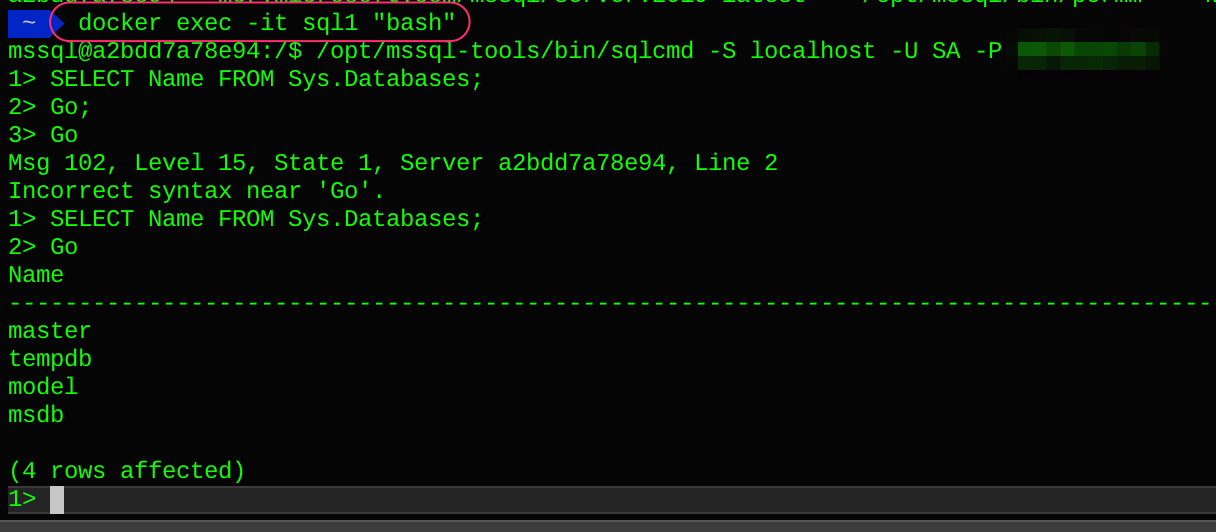 ~ docker exec -it sql1 "bash"
mssql@a2bdd7a78e94:/$ /opt/mssql-tools/bin/sqlcmd -S localhost -U SA -P
1> SELECT Name FROM Sys.Databases;
2> Go;
3> Go
Msg 102, Level 15, State 1, Server a2bdd7a78e94, Line 2
Incorrect syntax near 'Go'.
1> SELECT Name FROM Sys.Databases;
2> Go
Name
--------------------------------------------------------------------------------------
master
tempdb
model
msdb
(4 rows affected)
1>